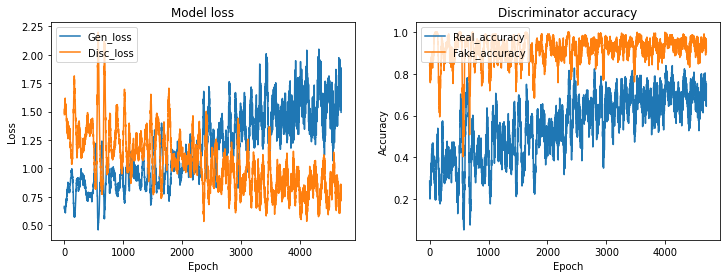 Model loss
Gen_loss
Disc_loss
2.25
2.00
1.75
1.50
1.25
1.00
0.75
0.50
Loss
0
1000
2000
3000
4000
Epoch
Discriminator accuracy
Real_accuracy
Fake_accuracy
1.0
0.8
0.6
0.4
0.2
Accuracy
0
1000
2000
3000
4000
Epoch